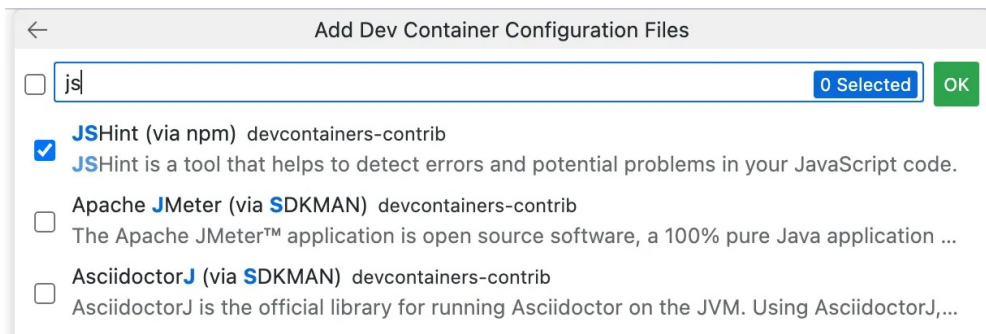 Add Dev Container Configuration Files
js
0 Selected
OK
JSHint (via npm) devcontainers-contrib
JSHint is a tool that helps to detect errors and potential problems in your JavaScript code.
Apache JMeter (via SDKMAN) devcontainers-contrib
The Apache JMeter™ application is open source software, a 100% pure Java application ...
AsciidoctorJ (via SDKMAN) devcontainers-contrib
AsciidoctorJ is the official library for running Asciidoctor on the JVM. Using AsciidoctorJ,...